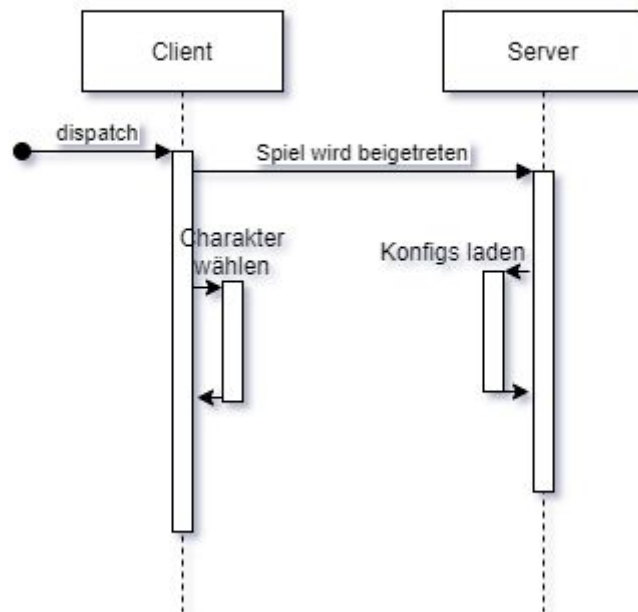 Client
Server
dispatch
Spiel wird beigetreten
Charakter
wählen
Konfigs laden